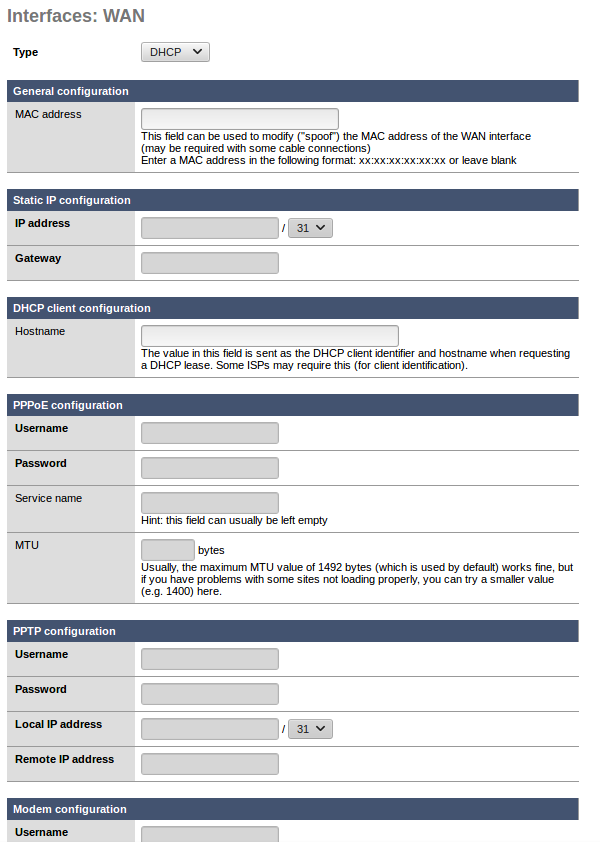 Interfaces: WAN
Type DHCP
General configuration
MAC address
This field can be used to modify ("spoof") the MAC address of the WAN interface
(may be required with some cable connections)
Enter a MAC address in the following format: xx:xx:xx:xx:xx:xx or leave blank
Static IP configuration
IP address / 31
Gateway
DHCP client configuration
Hostname
The value in this field is sent as the DHCP client identifier and hostname when requesting
a DHCP lease. Some ISPs may require this (for client identification).
PPPoE configuration
Username
Password
Service name
Hint: this field can usually be left empty
MTU bytes
Usually, the maximum MTU value of 1492 bytes (which is used by default) works fine, but
if you have problems with some sites not loading properly, you can try a smaller value
(e.g. 1400) here.
PPTP configuration
Username
Password
Local IP address / 31
Remote IP address
Modem configuration
Username